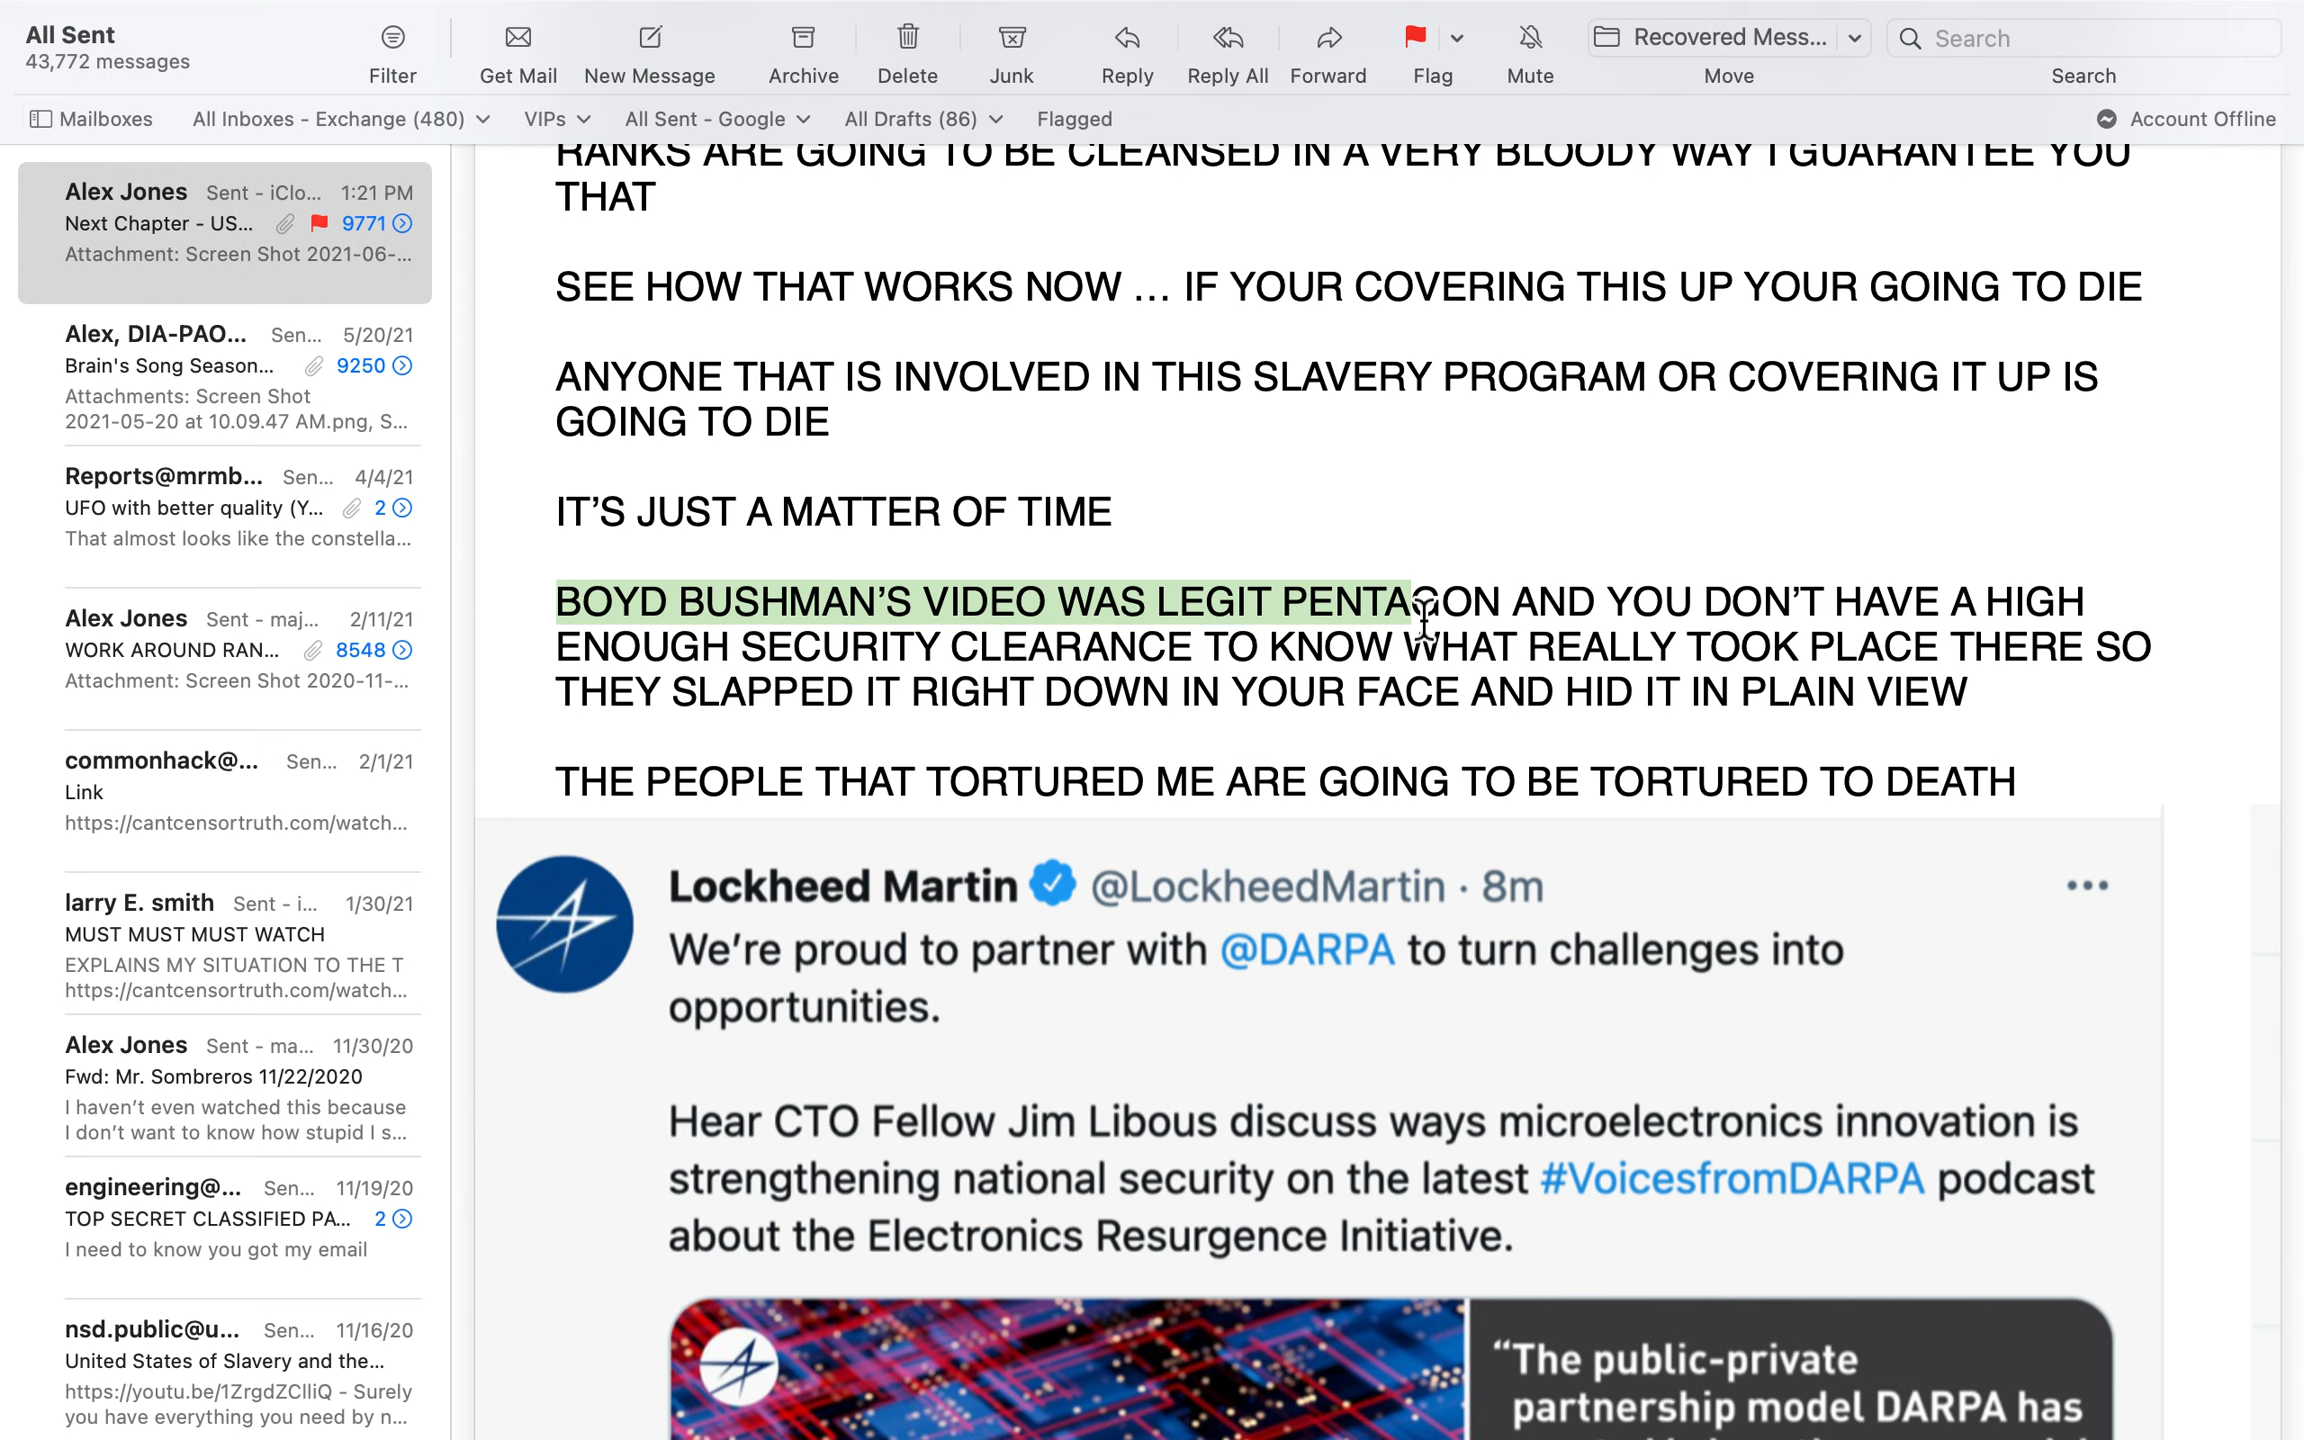 All Sent
43,772 messages
Filter
Get Mail
New Message
Archive
Delete
Junk
Reply
Reply All
Forward
Flag
Mute
Recovered Mess...
Move
Search
Search
Mailboxes
All Inboxes - Exchange (480)
VIPs
All Sent - Google
All Drafts (86)
Flagged
Account Offline
Alex Jones Sent - iClo... 1:21 PM
Next Chapter - US... 9771
Attachment: Screen Shot 2021-06-...
Alex, DIA-PAO... Sen... 5/20/21
Brain's Song Season... 9250
Attachments: Screen Shot
2021-05-20 at 10.09.47 AM.png, S...
Reports@mrmb... Sen... 4/4/21
UFO with better quality (Y... 2
That almost looks like the constella...
Alex Jones Sent - maj... 2/11/21
WORK AROUND RAN... 8548
Attachment: Screen Shot 2020-11-...
commonhack@... Sen... 2/1/21
Link
https://cantcensortruth.com/watch...
larry E. smith Sent - i... 1/30/21
MUST MUST MUST WATCH
EXPLAINS MY SITUATION TO THE T
https://cantcensortruth.com/watch...
Alex Jones Sent - ma... 11/30/20
Fwd: Mr. Sombreros 11/22/2020
I haven't even watched this because
I don't want to know how stupid I s...
engineering@... Sen... 11/19/20
TOP SECRET CLASSIFIED PA... 2
I need to know you got my email
nsd.public@u... Sen... 11/16/20
United States of Slavery and the...
https://youtu.be/1ZrgdZClliQ - Surely
you have everything you need by n...
RANKS ARE GOING TO BE CLEANSED IN A VERY BLOODY WAY I GUARANTEE YOU
THAT
SEE HOW THAT WORKS NOW ... IF YOUR COVERING THIS UP YOUR GOING TO DIE
ANYONE THAT IS INVOLVED IN THIS SLAVERY PROGRAM OR COVERING IT UP IS
GOING TO DIE
IT'S JUST A MATTER OF TIME
BOYD BUSHMAN'S VIDEO WAS LEGIT PENTAGON AND YOU DON'T HAVE A HIGH
ENOUGH SECURITY CLEARANCE TO KNOW WHAT REALLY TOOK PLACE THERE SO
THEY SLAPPED IT RIGHT DOWN IN YOUR FACE AND HID IT IN PLAIN VIEW
THE PEOPLE THAT TORTURED ME ARE GOING TO BE TORTURED TO DEATH
Lockheed Martin @LockheedMartin · 8m
We're proud to partner with @DARPA to turn challenges into
opportunities.
Hear CTO Fellow Jim Libous discuss ways microelectronics innovation is
strengthening national security on the latest #VoicesfromDARPA podcast
about the Electronics Resurgence Initiative.
"The public-private
partnership model DARPA has